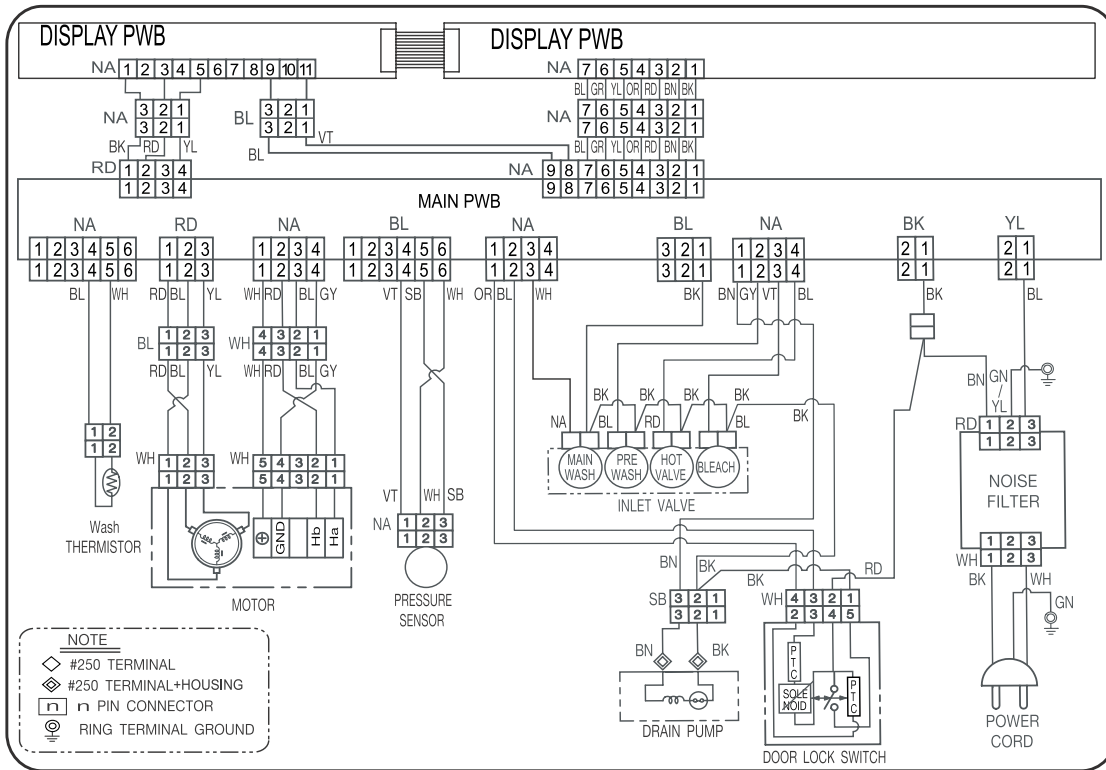 DISPLAY PWB DISPLAY PWB
NA 1 2 3 4 5 6 7 8 9 10 11 NA 7 6 5 4 3 2 1
BL GR YL OR RD BN BK
NA 3 2 1 BL 3 2 1 NA 7 6 5 4 3 2 1
3 2 1 3 2 1 7 6 5 4 3 2 1
BK RD YL BL VT BL GR YL OR RD BN BK
RD 1 2 3 4 NA 9 8 7 6 5 4 3 2 1
1 2 3 4 9 8 7 6 5 4 3 2 1
MAIN PWB
NA RD NA BL NA BL NA BK YL
1 2 3 4 5 6 1 2 3 1 2 3 4 1 2 3 4 5 6 1 2 3 4 3 2 1 1 2 3 4 2 1 2 1
1 2 3 4 5 6 1 2 3 1 2 3 4 1 2 3 4 5 6 1 2 3 4 3 2 1 1 2 3 4 2 1 2 1
BL WH RD BL YL WH RD BL GY VT SB WH OR BL WH BK BN GY VT BL BK BL
BL 1 2 3 WH 4 3 2 1
1 2 3 4 3 2 1
RD BL YL WH RD BL GY
BN GN / YL
BK BK BK BK
NA BL RD BL BK
RD 1 2 3
1 2 3
1 2
1 2
MAIN WASH PRE WASH HOT VALVE BLEACH
INLET VALVE
WH 1 2 3 WH 5 4 3 2 1
1 2 3 5 4 3 2 1
NOISE
FILTER
VT WH SB
NA 1 2 3
1 2 3
Wash
THERMISTOR
GND Hb Ha
MOTOR
PRESSURE
SENSOR
BN BK BK RD
SB 3 2 1 WH 4 3 2 1
3 2 1 2 3 4 5
WH 1 2 3
1 2 3
BK WH GN
BN BK
PTC
SOLE
NOID
PTC
DRAIN PUMP
DOOR LOCK SWITCH
POWER
CORD
NOTE
#250 TERMINAL
#250 TERMINAL+HOUSING
n n PIN CONNECTOR
RING TERMINAL GROUND